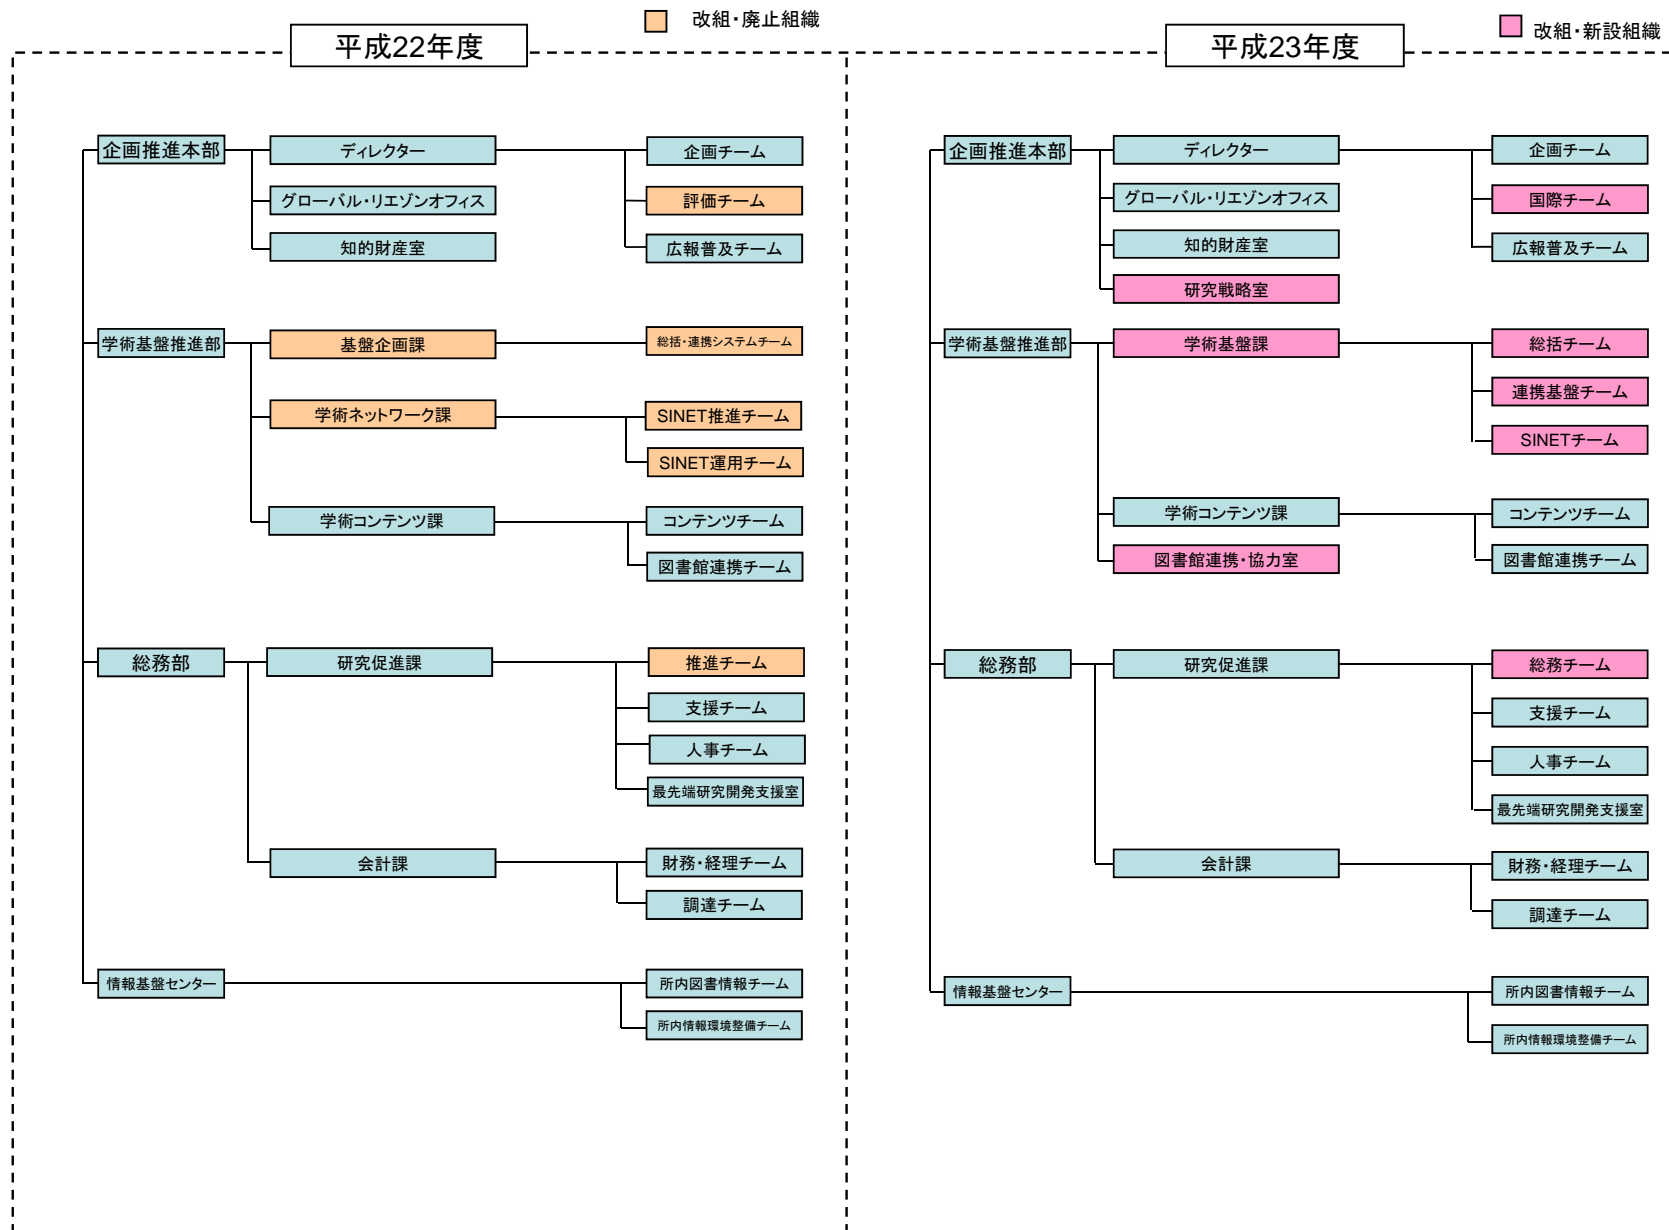 改組・廃止組織
改組・新設組織
平成22年度
企画推進本部
ディレクター
企画チーム
グローバル・リエゾンオフィス
評価チーム
知的財産室
広報普及チーム
学術基盤推進部
基盤企画課
総括・連携システムチーム
学術ネットワーク課
SINET推進チーム
SINET運用チーム
学術コンテンツ課
コンテンツチーム
図書館連携チーム
総務部
研究促進課
推進チーム
支援チーム
人事チーム
最先端研究開発支援室
会計課
財務・経理チーム
調達チーム
情報基盤センター
所内図書情報チーム
所内情報環境整備チーム
平成23年度
企画推進本部
ディレクター
企画チーム
グローバル・リエゾンオフィス
国際チーム
知的財産室
広報普及チーム
研究戦略室
学術基盤推進部
学術基盤課
総括チーム
連携基盤チーム
SINETチーム
学術コンテンツ課
コンテンツチーム
図書館連携・協力室
図書館連携チーム
総務部
研究促進課
総務チーム
支援チーム
人事チーム
最先端研究開発支援室
会計課
財務・経理チーム
調達チーム
情報基盤センター
所内図書情報チーム
所内情報環境整備チーム